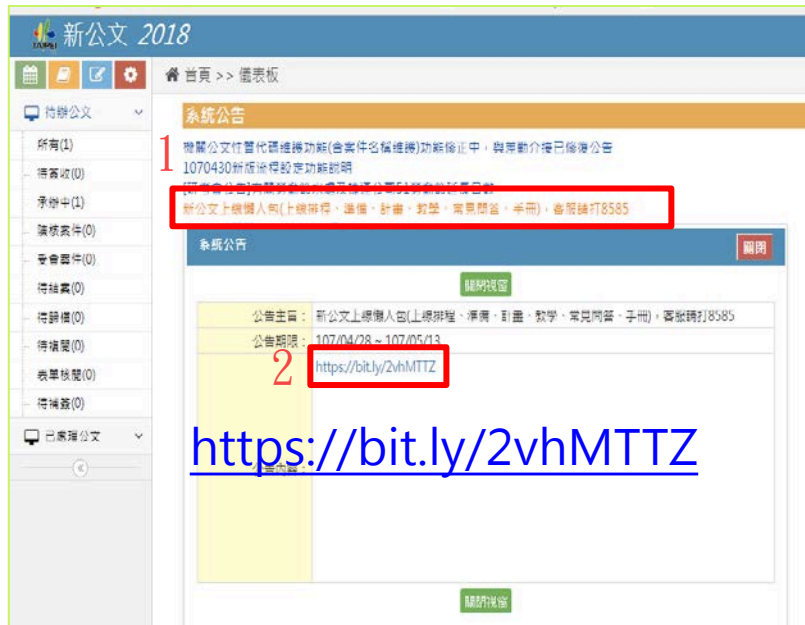 TAIPEI 新公文 2018
首頁 >> 儀表板
待辦公文
所有(1)
待簽收(0)
承辦中(1)
陳核案件(0)
受會案件(0)
待結案(0)
待歸檔(0)
表單核閱(0)
待補簽(0)
已處理公文
系統公告
1
機關公文性質代碼維護功能(含案件名稱維護)功能修正中，與差勤介接已修復公告
1070430新版流程設定功能說明
新公文上線懶人包(上線排程、準備、計畫、教學、常見問答、手冊)，客服請打8585
系統公告
關閉
關閉視窗
公告主旨：
新公文上線懶人包(上線排程、準備、計畫、教學、常見問答、手冊)，客服請打8585
公告期限：
107/04/28 ~ 107/05/13
2
https://bit.ly/2vhMTTZ
https://bit.ly/2vhMTTZ
公告內容：
關閉視窗